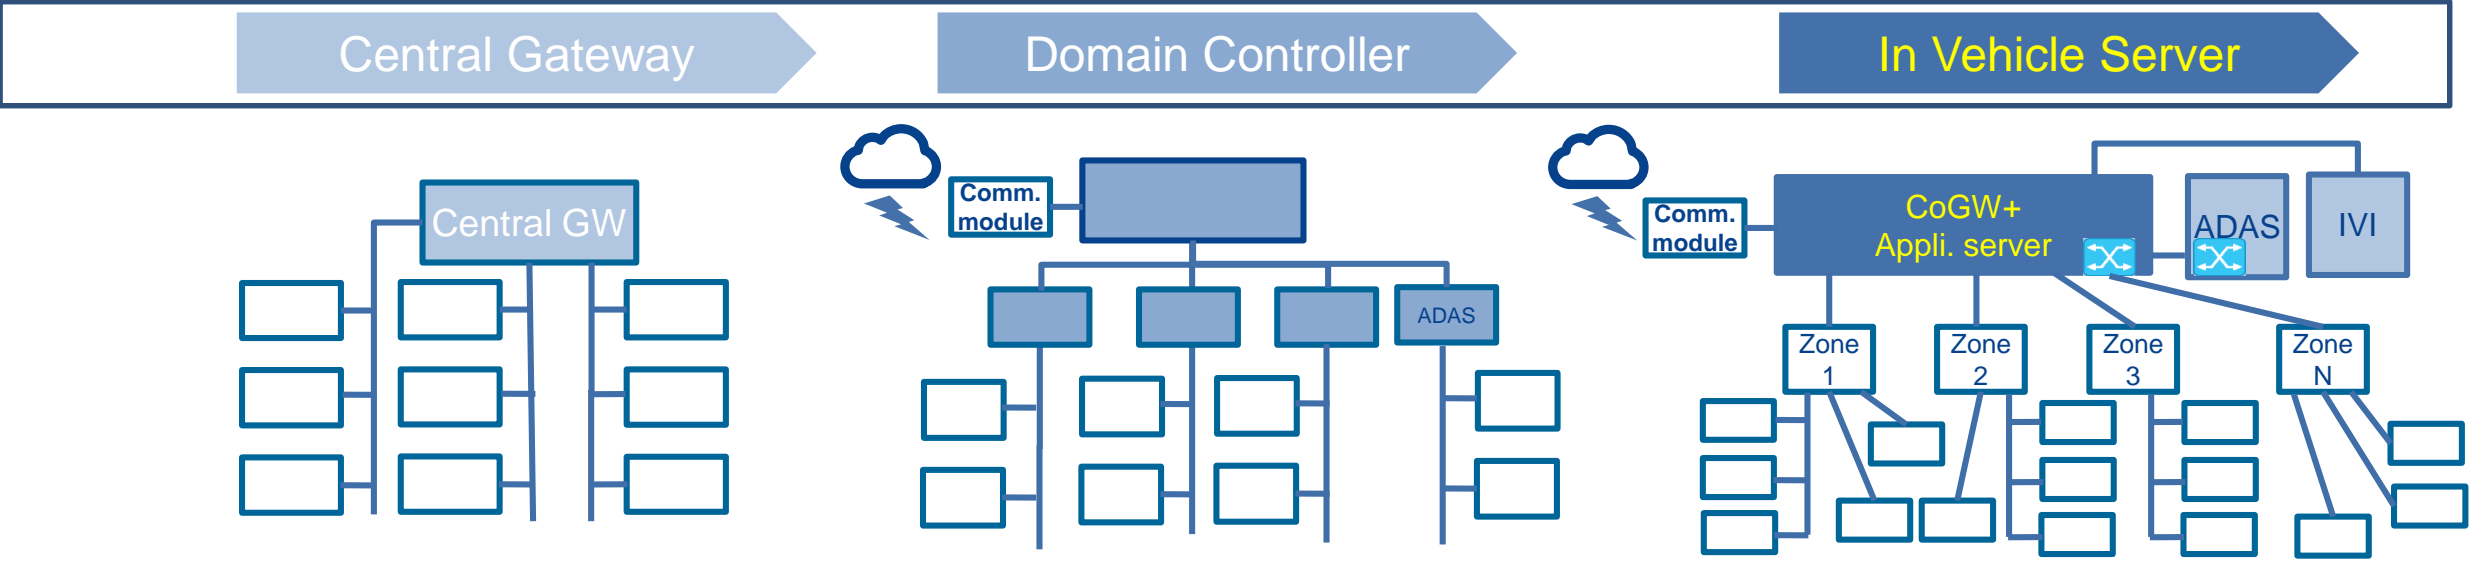 Central Gateway
Domain Controller
In Vehicle Server
Central GW
Comm.
module
ADAS
Comm.
module
CoGW+
Appli. server
ADAS
IVI
Zone
1
Zone
2
Zone
3
Zone
N